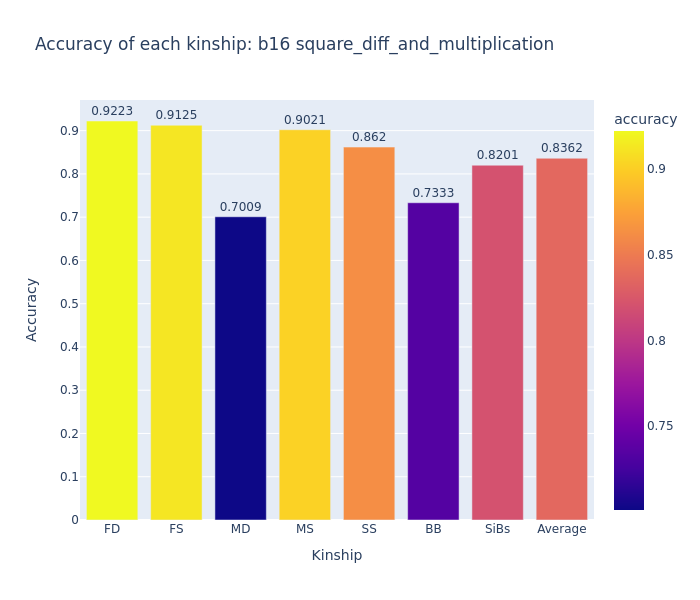 Accuracy of each kinship: b16 square_diff_and_multiplication
accuracy
0.9223
0.9125
0.7009
0.9021
0.862
0.7333
0.8201
0.8362
0.9
0.8
0.7
0.6
0.5
0.4
0.3
0.2
0.1
0
Accuracy
FD
FS
MD
MS
SS
BB
SiBs
Average
Kinship
0.9
0.85
0.8
0.75